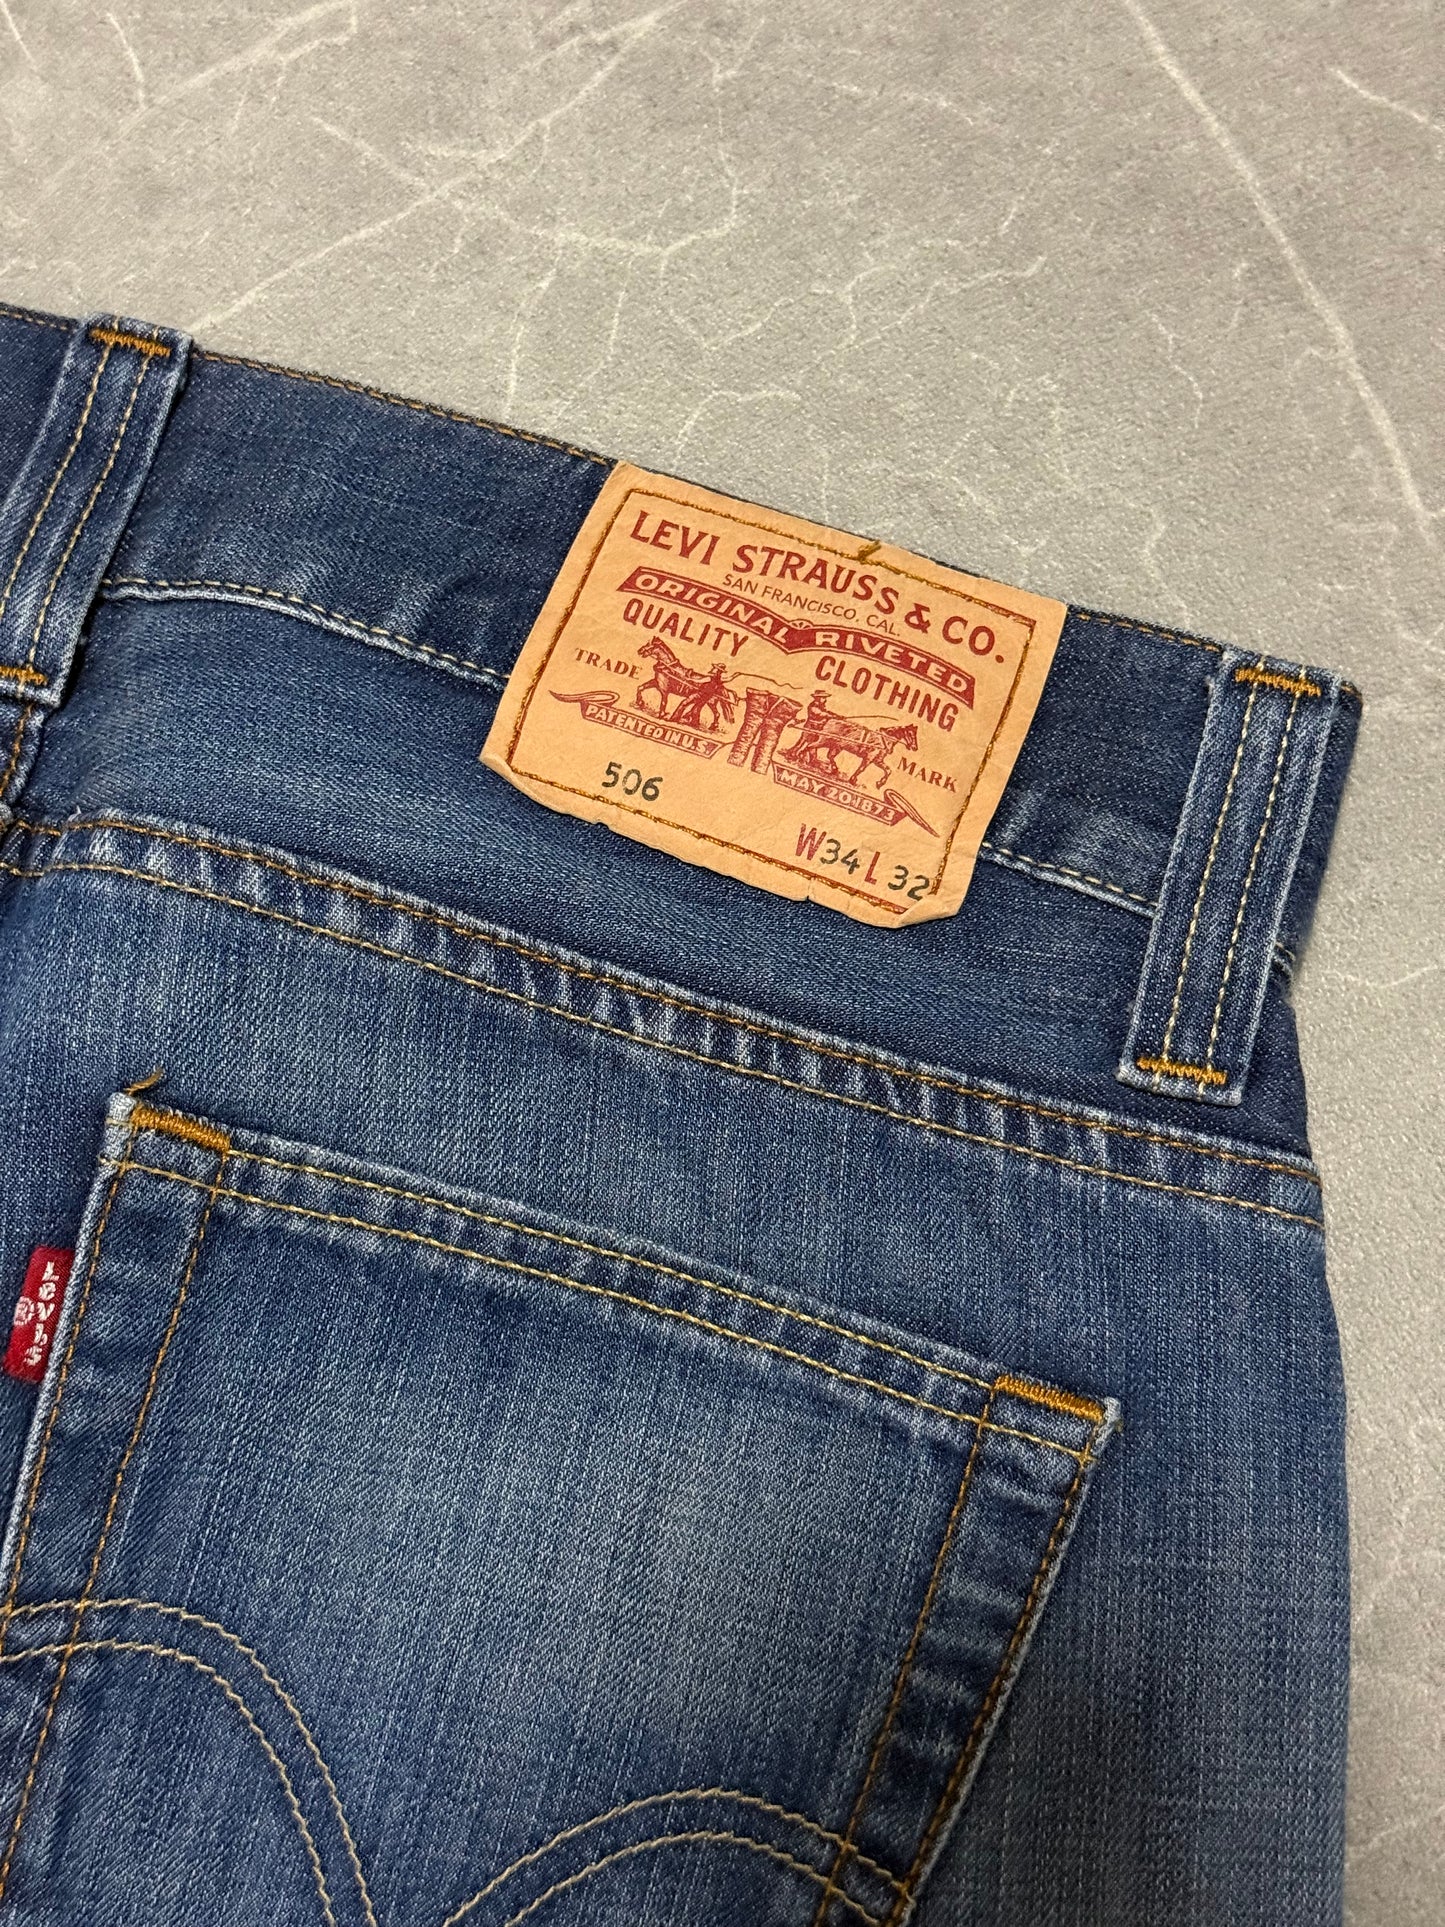 LEVI STRAUSS & CO.
SAN FRANCISCO, CAL.
ORIGINAL RIVETED
QUALITY CLOTHING
TRADE MARK
PATENTED IN U.S. MAY 20 1873
506
W34 L 32
Levi's
®